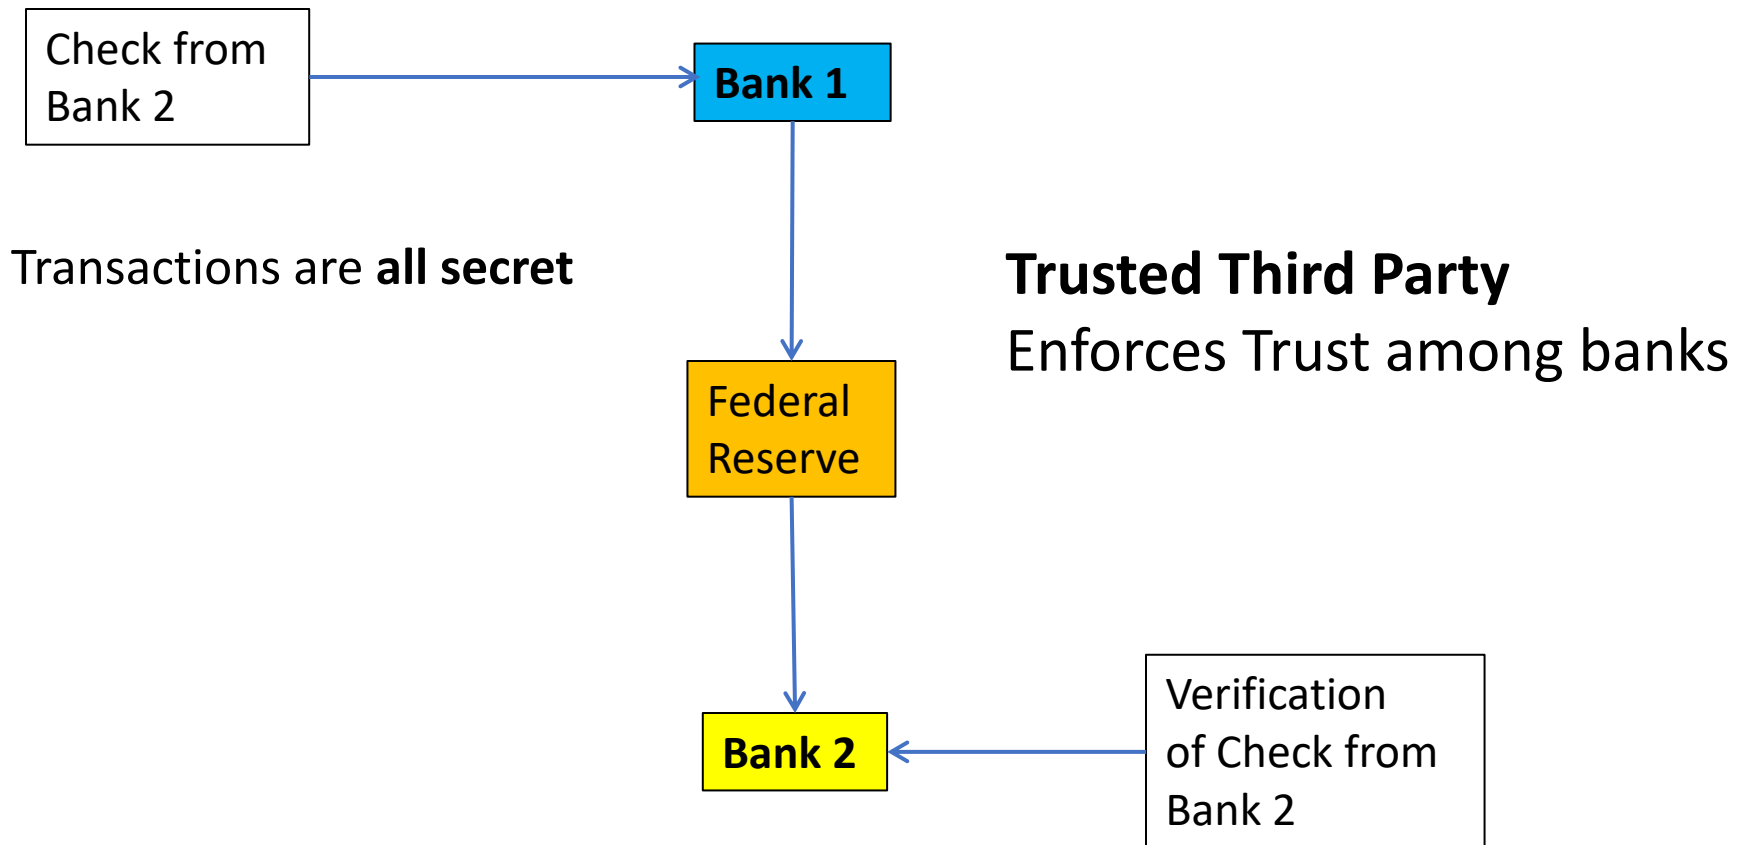 Check from
Bank 2
Bank 1
Transactions are all secret
Trusted Third Party
Enforces Trust among banks
Federal
Reserve
Bank 2
Verification
of Check from
Bank 2